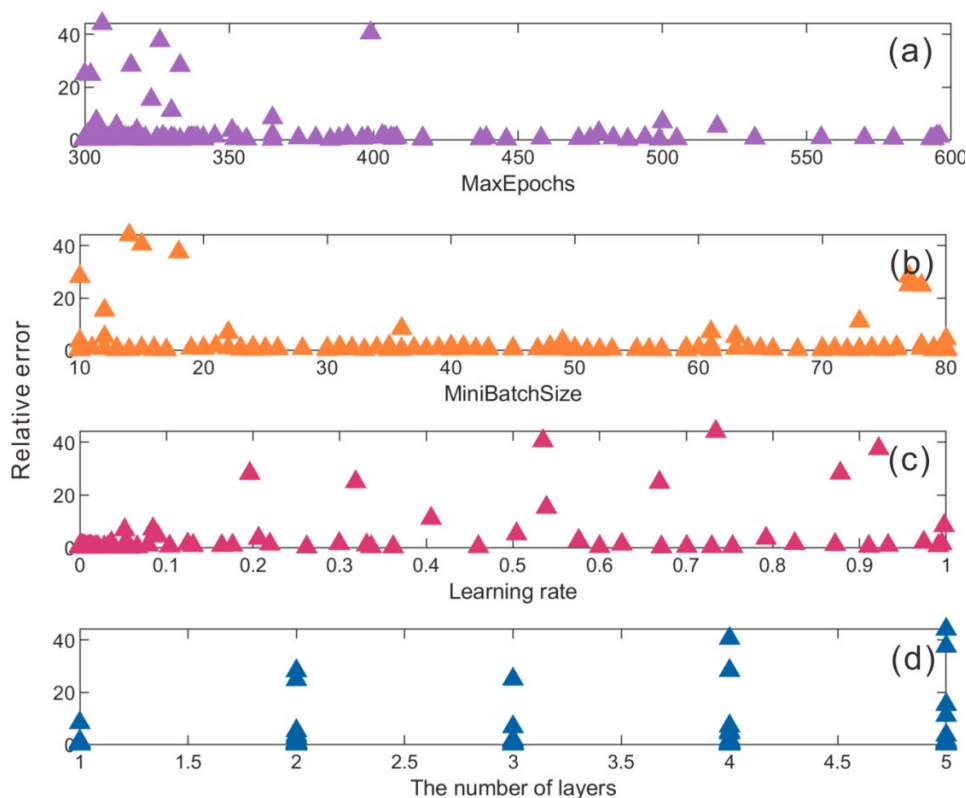 40
20
0
(a)
300 350 400 450 500 550 600
MaxEpochs
40
20
0
(b)
10 20 30 40 50 60 70 80
MiniBatchSize
Relative error
40
20
0
(c)
0 0.1 0.2 0.3 0.4 0.5 0.6 0.7 0.8 0.9 1
Learning rate
40
20
0
(d)
1 1.5 2 2.5 3 3.5 4 4.5 5
The number of layers